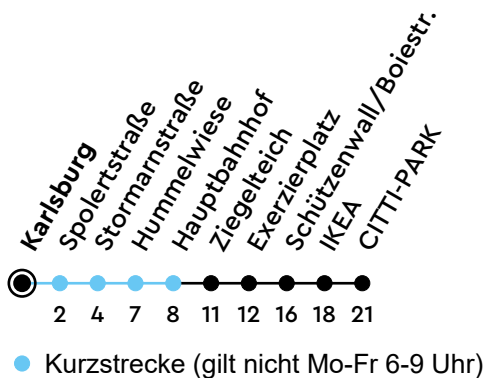 Karlsburg
Spolertstraße
Stormarnstraße
Hummelwiese
Hauptbahnhof
Ziegelteich
Exerzierplatz
Schützenwall/Boiestr.
IKEA
CITTI-PARK
2 4 7 8 11 12 16 18 21
Kurzstrecke (gilt nicht Mo-Fr 6-9 Uhr)